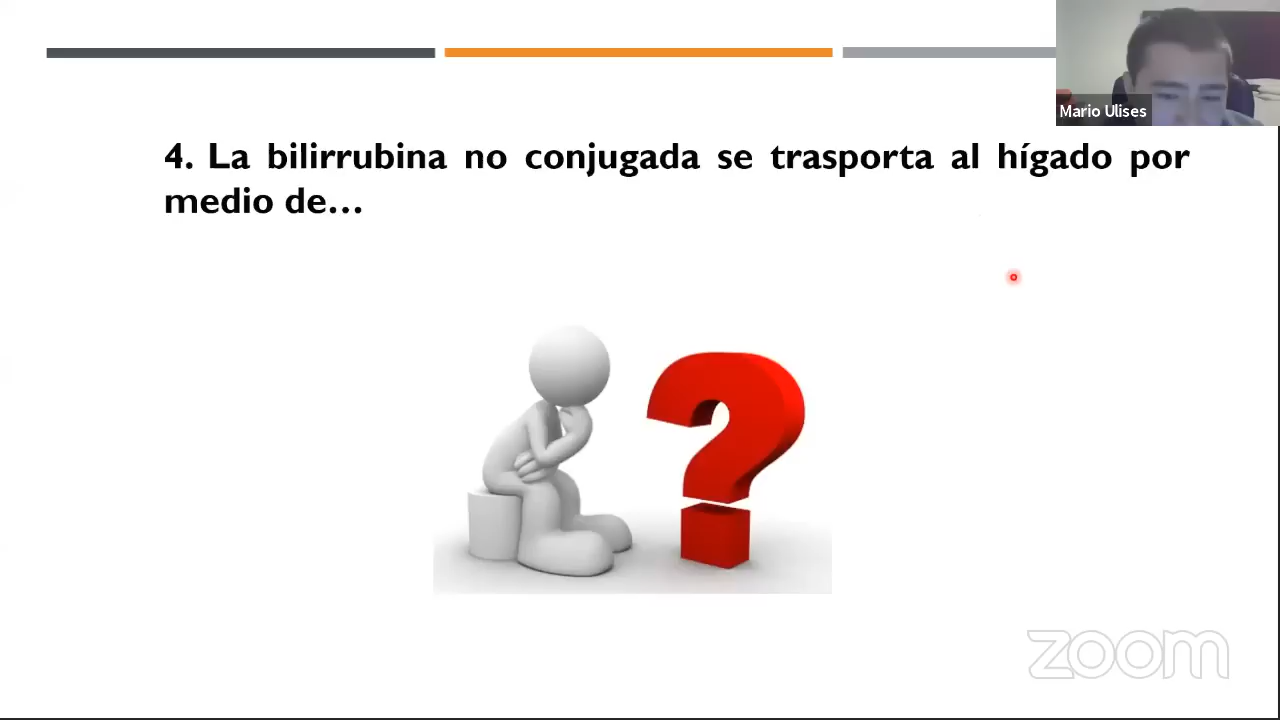 Mario Ulises
4. La bilirrubina no conjugada se trasporta al hígado por
medio de...
zoom